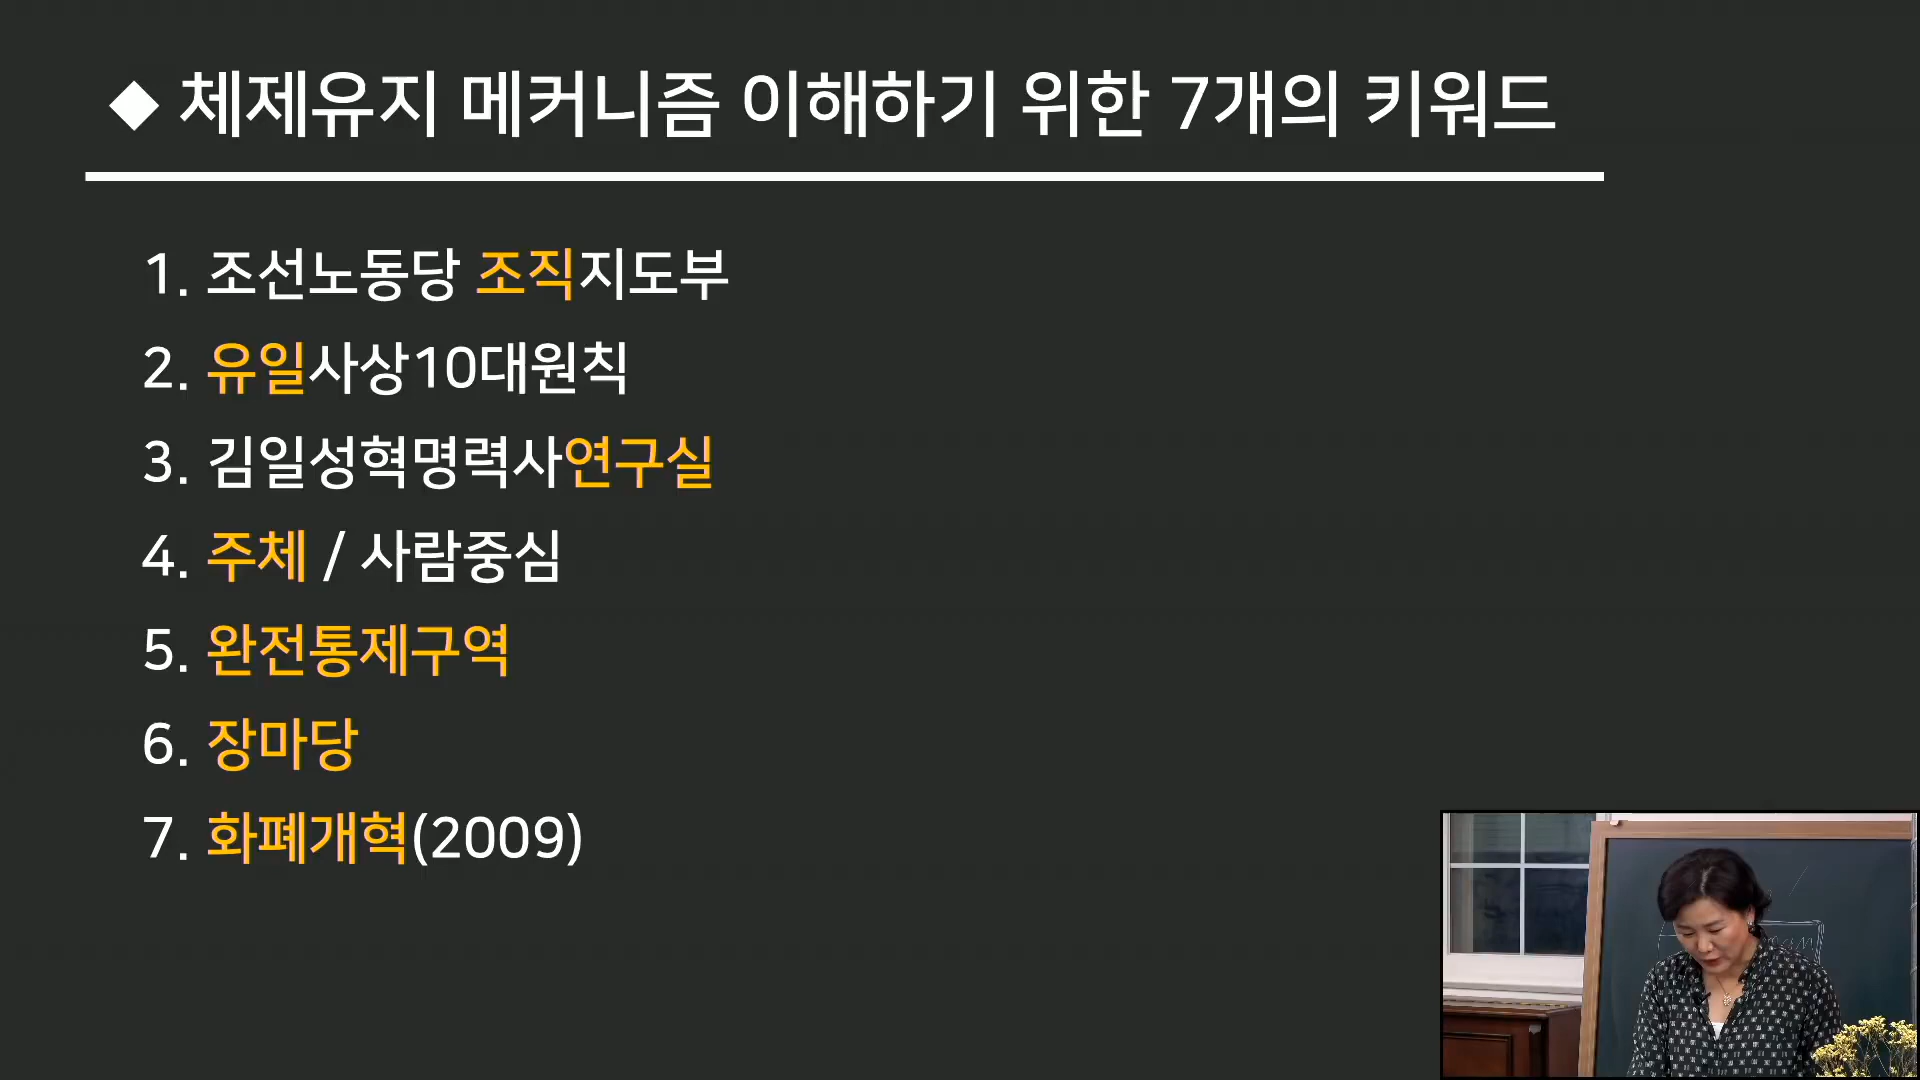 ◆ 체제유지 메커니즘 이해하기 위한 7개의 키워드
1. 조선노동당 조직지도부
2. 유일사상10대원칙
3. 김일성혁명력사연구실
4. 주체 / 사람중심
5. 완전통제구역
6. 장마당
7. 화폐개혁(2009)